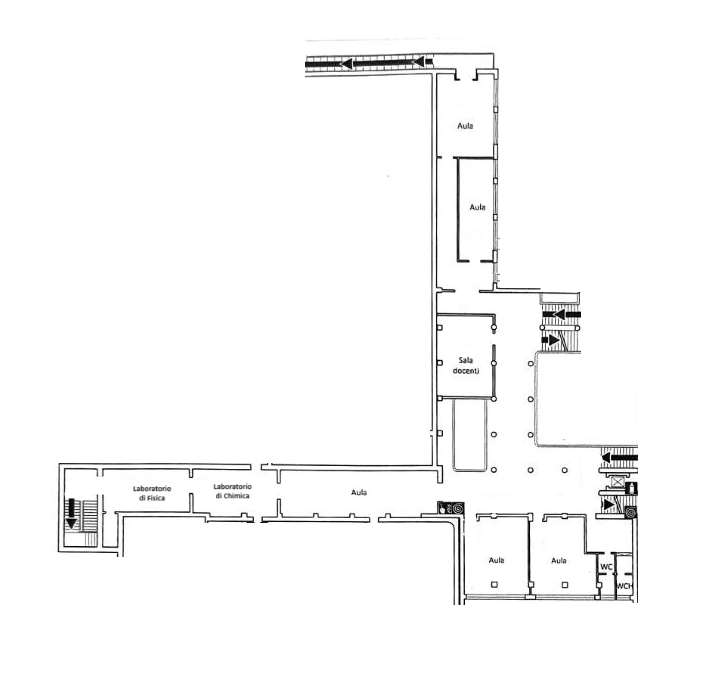 Aula
Aula
Sala
docenti
Laboratorio
di Fisica
Laboratorio
di Chimica
Aula
Aula
Aula
WC
WCH